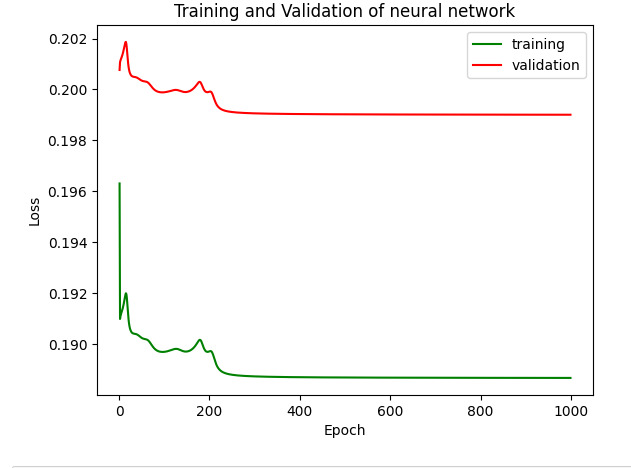 Training and Validation of neural network
training
validation
0.202
0.200
0.198
0.196
0.194
0.192
0.190
Loss
0 200 400 600 800 1000
Epoch